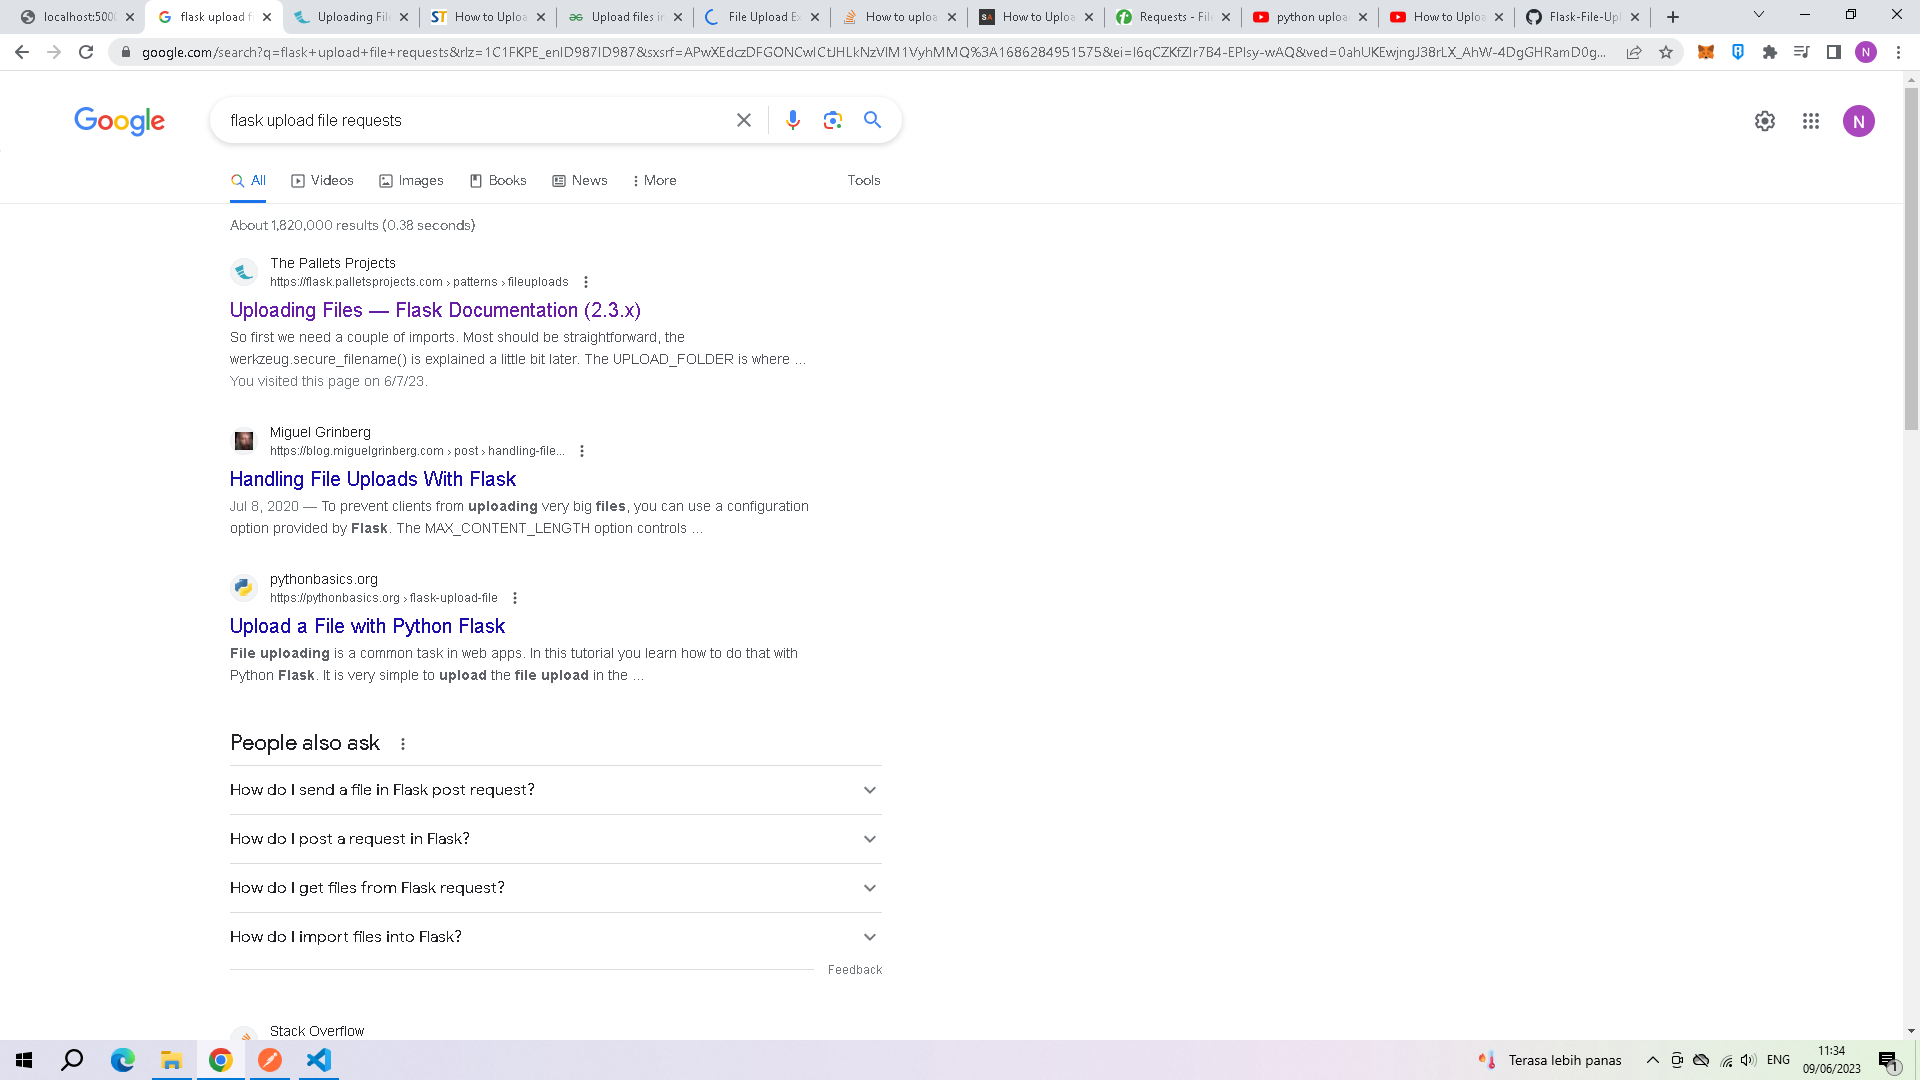 localhost:500
flask upload f
Uploading File
How to Uploa
Upload files in
File Upload Ex
How to uploa
How to Uploa
Requests - File
python upload
How to Uploa
Flask-File-Upl
google.com/search?q=flask+upload+file+requests&rlz=1C1FKPE_enID987ID987&sxsrf=APwXEdczDFGONCwICtJHLkNzVlM1VyhMMQ%3A1686284951575&ei=l6qCZKfZIr7B4-EPlsy-wAQ&ved=0ahUKEwjngJ38rLX_AhW-4DgGHRamD0g...
N
Google
flask upload file requests
N
All
Videos
Images
Books
News
More
Tools
About 1,820,000 results (0.38 seconds)
The Pallets Projects
https://flask.palletsprojects.com › patterns › fileuploads
Uploading Files — Flask Documentation (2.3.x)
So first we need a couple of imports. Most should be straightforward, the
werkzeug.secure_filename() is explained a little bit later. The UPLOAD_FOLDER is where ...
You visited this page on 6/7/23.
Miguel Grinberg
https://blog.miguelgrinberg.com › post › handling-file...
Handling File Uploads With Flask
Jul 8, 2020 — To prevent clients from uploading very big files, you can use a configuration
option provided by Flask. The MAX_CONTENT_LENGTH option controls ...
pythonbasics.org
https://pythonbasics.org › flask-upload-file
Upload a File with Python Flask
File uploading is a common task in web apps. In this tutorial you learn how to do that with
Python Flask. It is very simple to upload the file upload in the ...
People also ask
How do I send a file in Flask post request?
How do I post a request in Flask?
How do I get files from Flask request?
How do I import files into Flask?
Feedback
Stack Overflow
Terasa lebih panas
ENG
11:34
09/06/2023
1